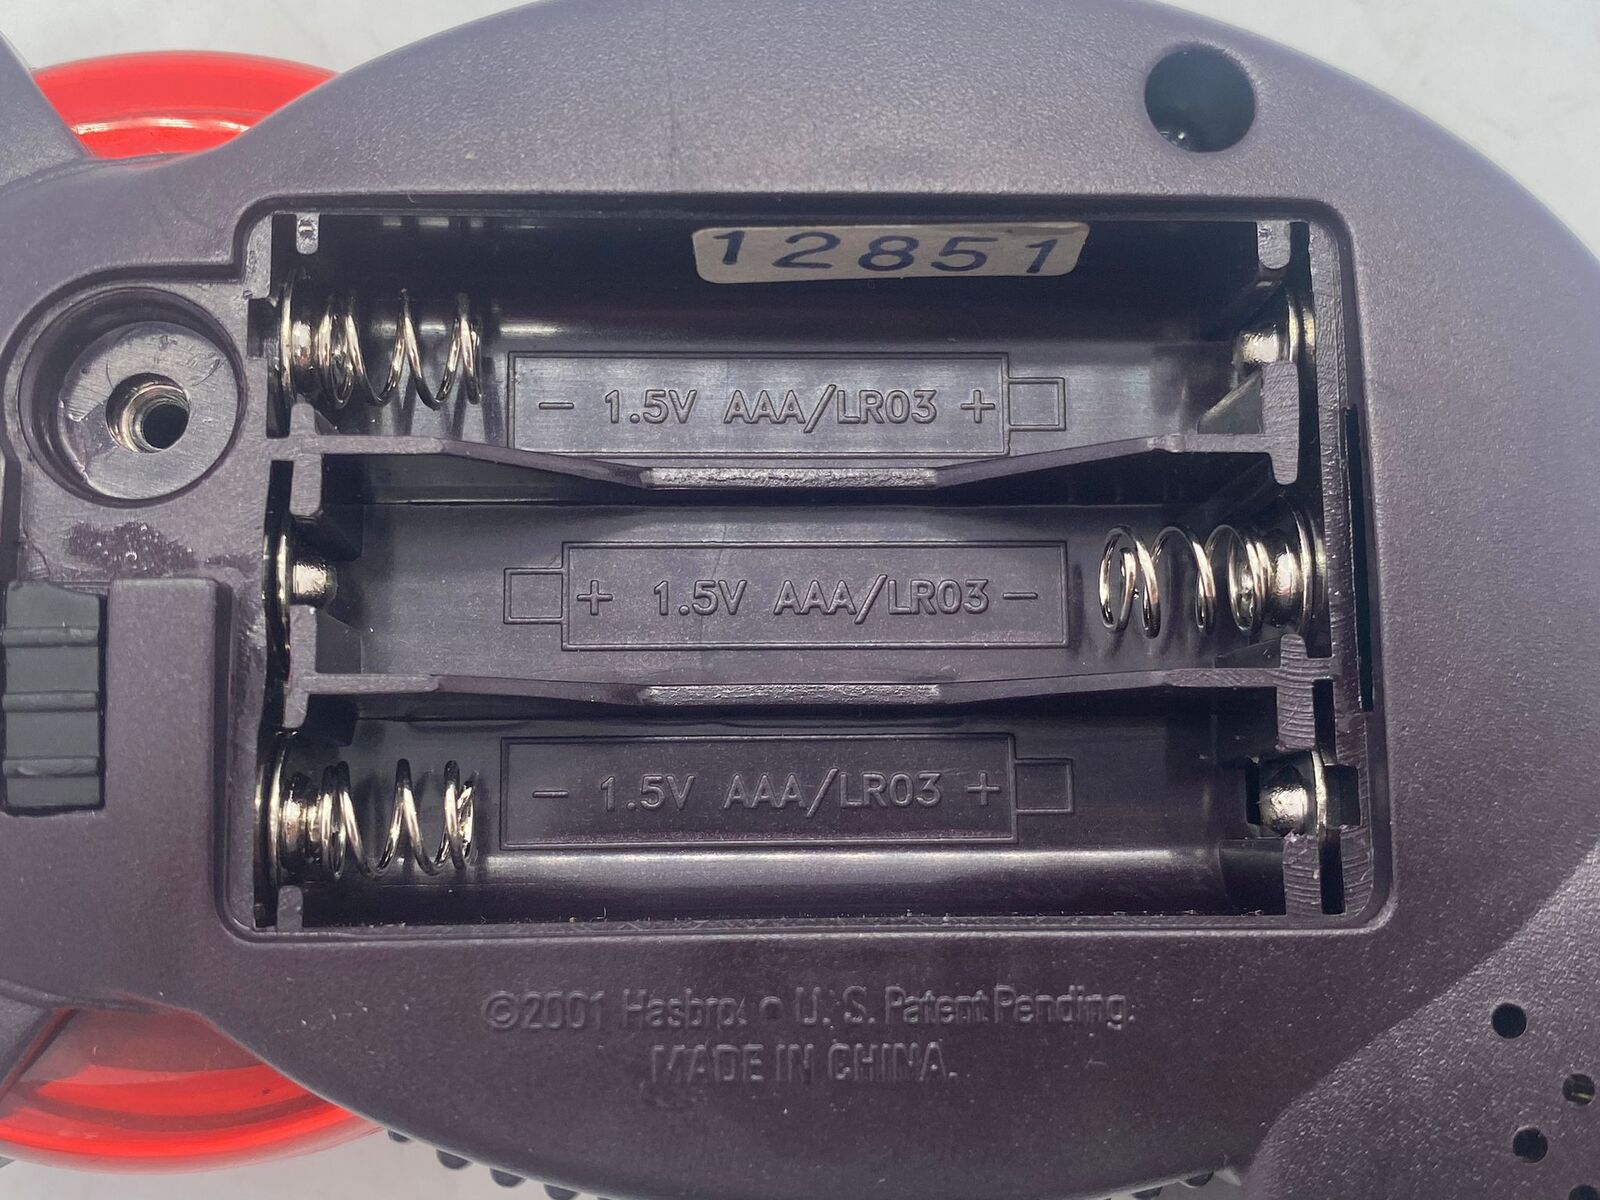 12851
− 1.5V AAA/LR03 +
+ 1.5V AAA/LR03 −
− 1.5V AAA/LR03 +
©2001 Hasbro. • U.S. Patent Pending.
MADE IN CHINA.